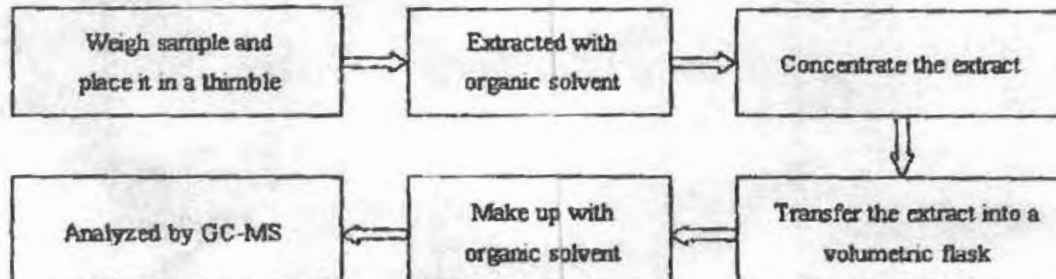 Weigh sample and
place it in a thimble
Extracted with
organic solvent
Concentrate the extract
Transfer the extract into a
volumetric flask
Make up with
organic solvent
Analyzed by GC-MS